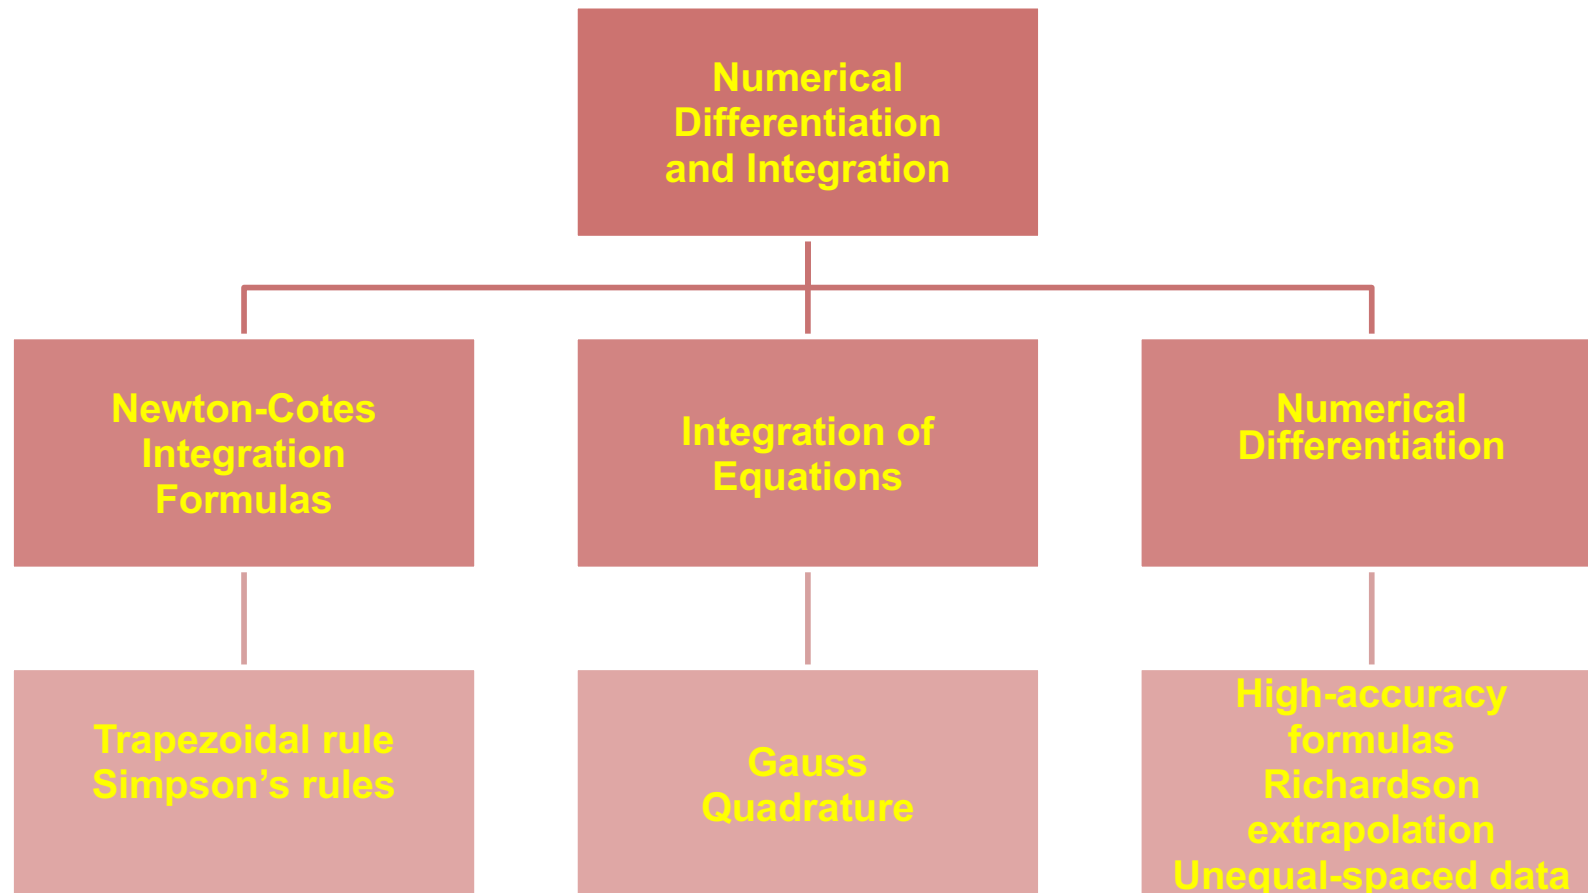 Numerical
Differentiation
and Integration
Newton-Cotes
Integration
Formulas
Integration of
Equations
Numerical
Differentiation
Trapezoidal rule
Simpson’s rules
Gauss
Quadrature
High-accuracy
formulas
Richardson
extrapolation
Unequal-spaced data